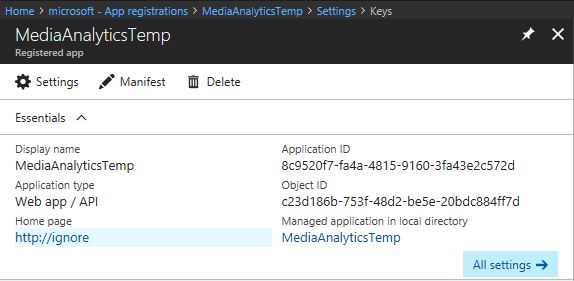 Home > microsoft - App registrations > MediaAnalyticsTemp > Settings > Keys
MediaAnalyticsTemp
Registered app
Settings Manifest Delete
Essentials
Display name
MediaAnalyticsTemp
Application type
Web app / API
Home page
http://ignore
Application ID
8c9520f7-fa4a-4815-9160-3fa43e2c572d
Object ID
c23d186b-753f-48d2-be5e-20bdc884ff7d
Managed application in local directory
MediaAnalyticsTemp
All settings →